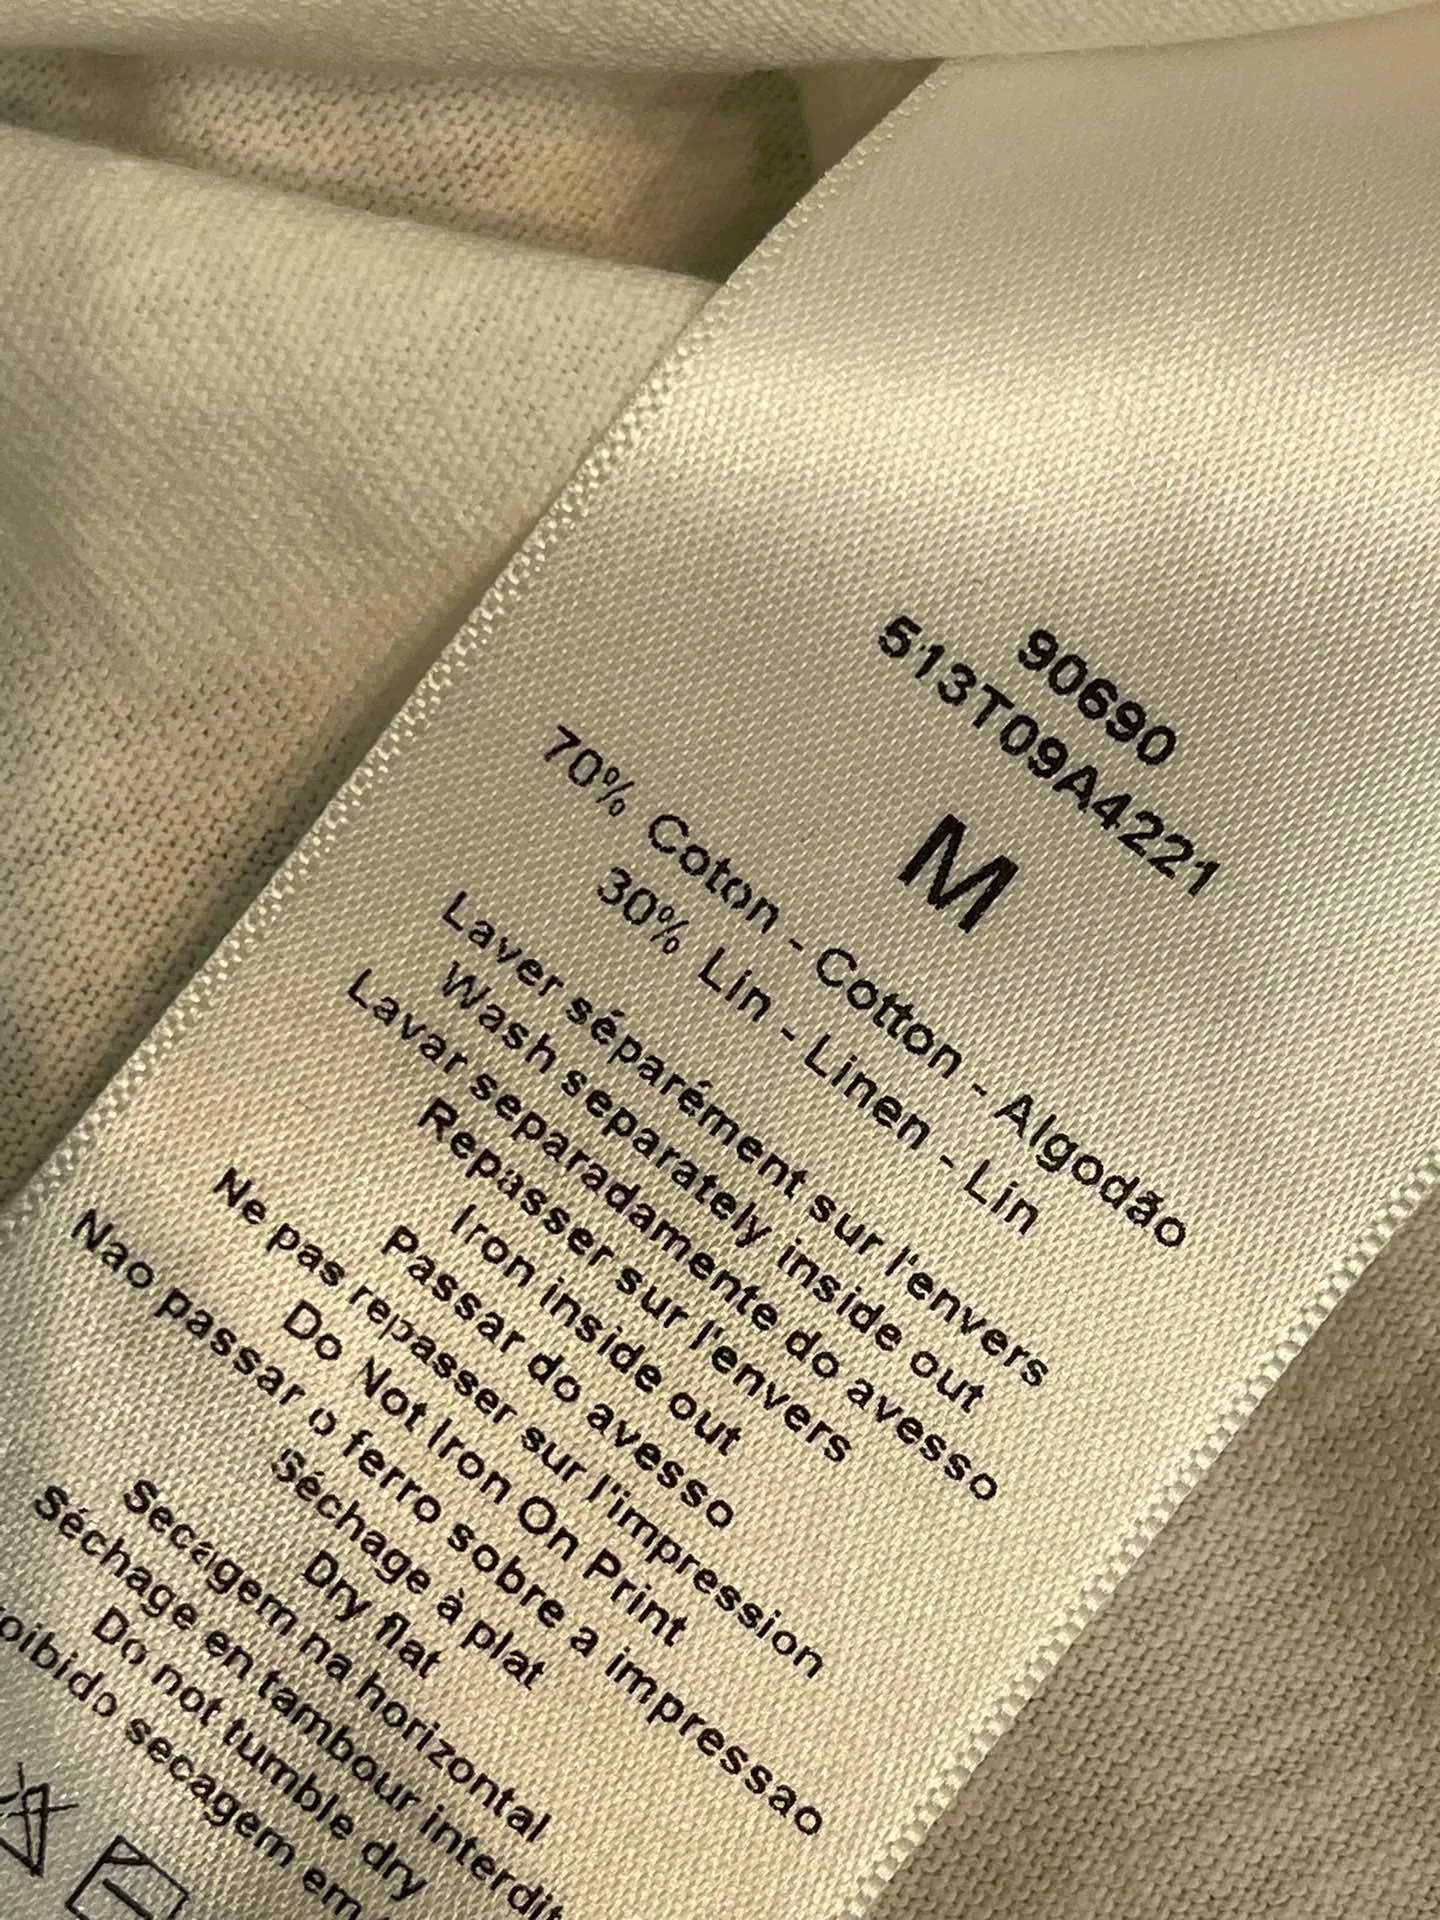 90690
513T09A4221
M
70% Coton - Cotton - Algodão
30% Lin - Linen - Lin
Laver séparément sur l'envers
Wash separately inside out
Lavar separadamente do avesso
Repasser sur l'envers
Iron inside out
Passar do avesso
Ne pas repasser sur l'impression
Do Not Iron On Print
Nao passar o ferro sobre a impressao
Séchage à plat
Dry flat
Secagem na horizontal
Séchage en tambour interdit
Do not tumble dry
secagem em